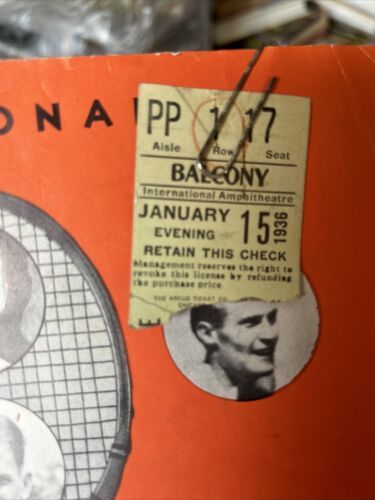 ONA
PP 1 17
Aisle Row Seat
BALCONY
International Amphitheatre
JANUARY 15 1936
EVENING
RETAIN THIS CHECK
Management reserves the right to
revoke this license by refunding
the purchase price.
THE ARCUS TICKET CO.